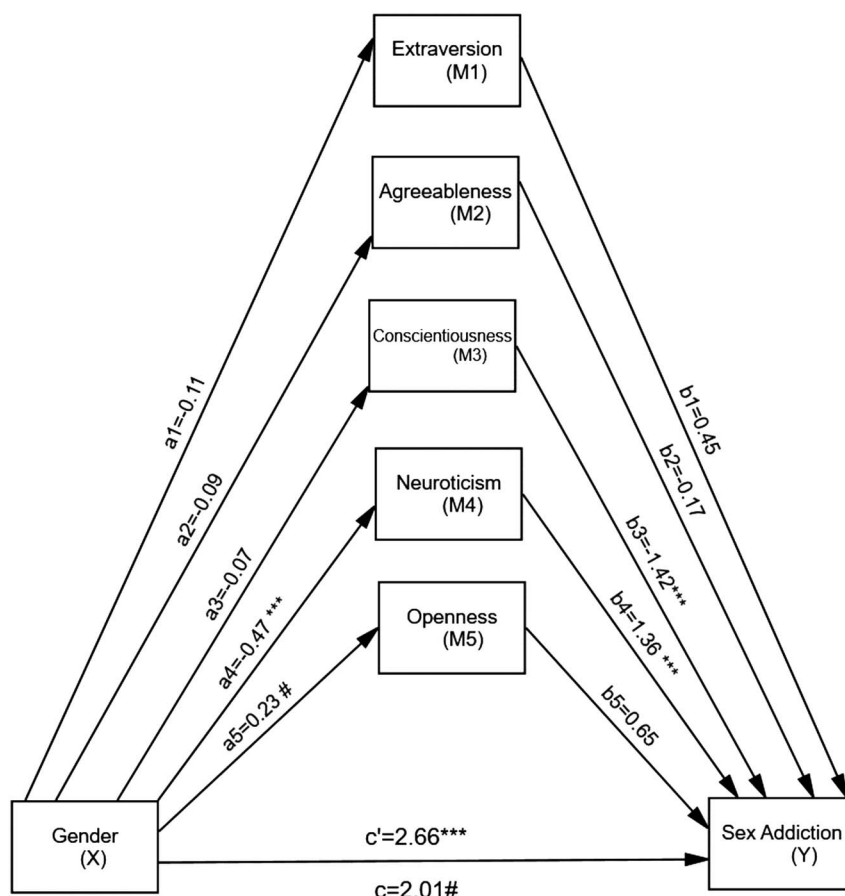 Extraversion
(M1)
Agreeableness
(M2)
Conscientiousness
(M3)
Neuroticism
(M4)
Openness
(M5)
a1=-0.11
a2=-0.09
a3=-0.07
a4=-0.47 ***
a5=0.23 #
b1=0.45
b2=-0.17
b3=-1.42***
b4=1.36 ***
b5=0.65
Gender
(X)
c'=2.66***
c=2.01#
Sex Addiction
(Y)